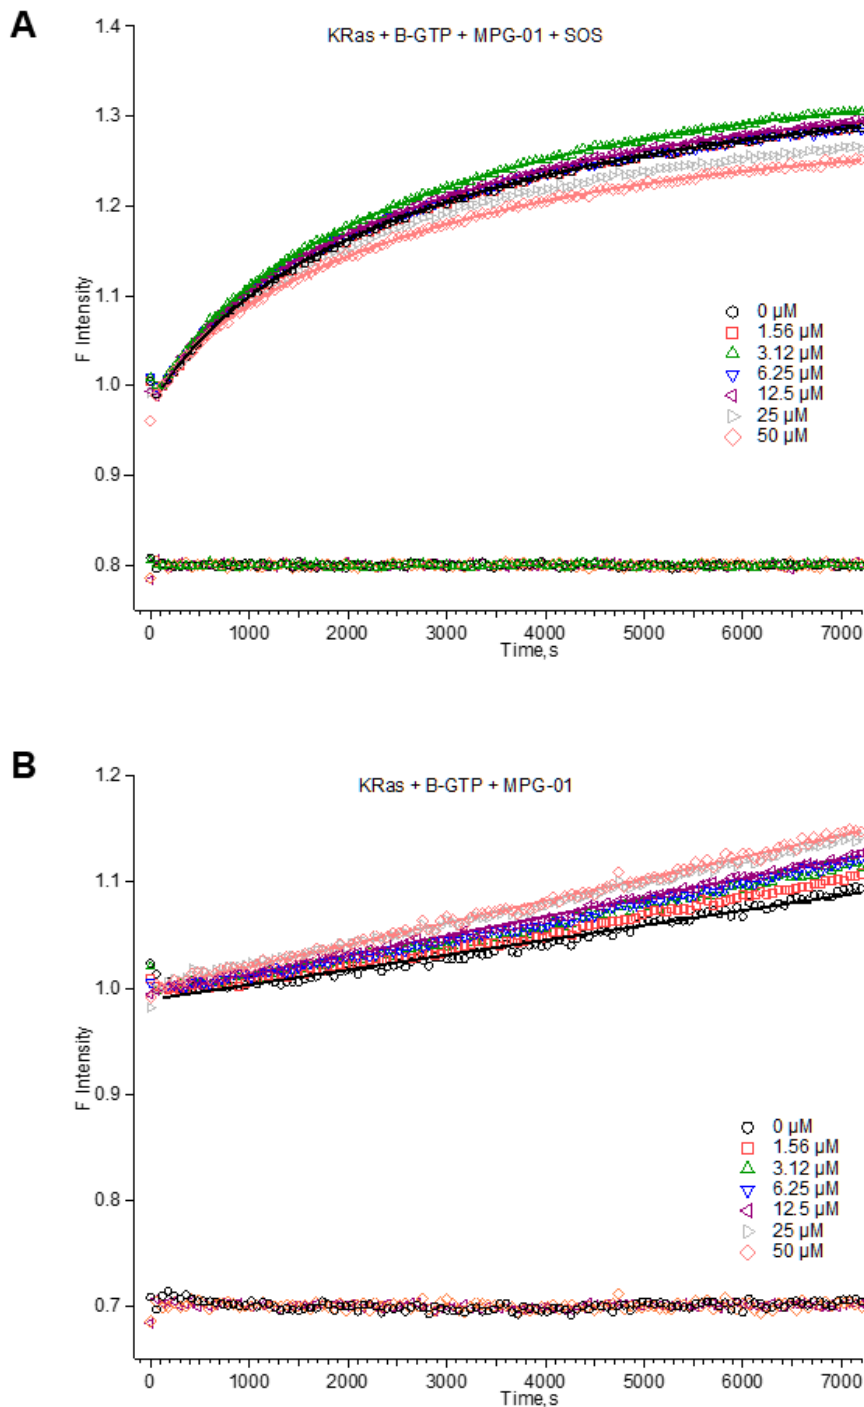 A
KRas + B-GTP + MPG-01 + SOS
1.4
1.3
1.2
1.1
1.0
0.9
0.8
F Intensity
0 µM
1.56 µM
3.12 µM
6.25 µM
12.5 µM
25 µM
50 µM
0 1000 2000 3000 4000 5000 6000 7000
Time,s
B
KRas + B-GTP + MPG-01
1.2
1.1
1.0
0.9
0.8
0.7
F Intensity
0 µM
1.56 µM
3.12 µM
6.25 µM
12.5 µM
25 µM
50 µM
0 1000 2000 3000 4000 5000 6000 7000
Time,s